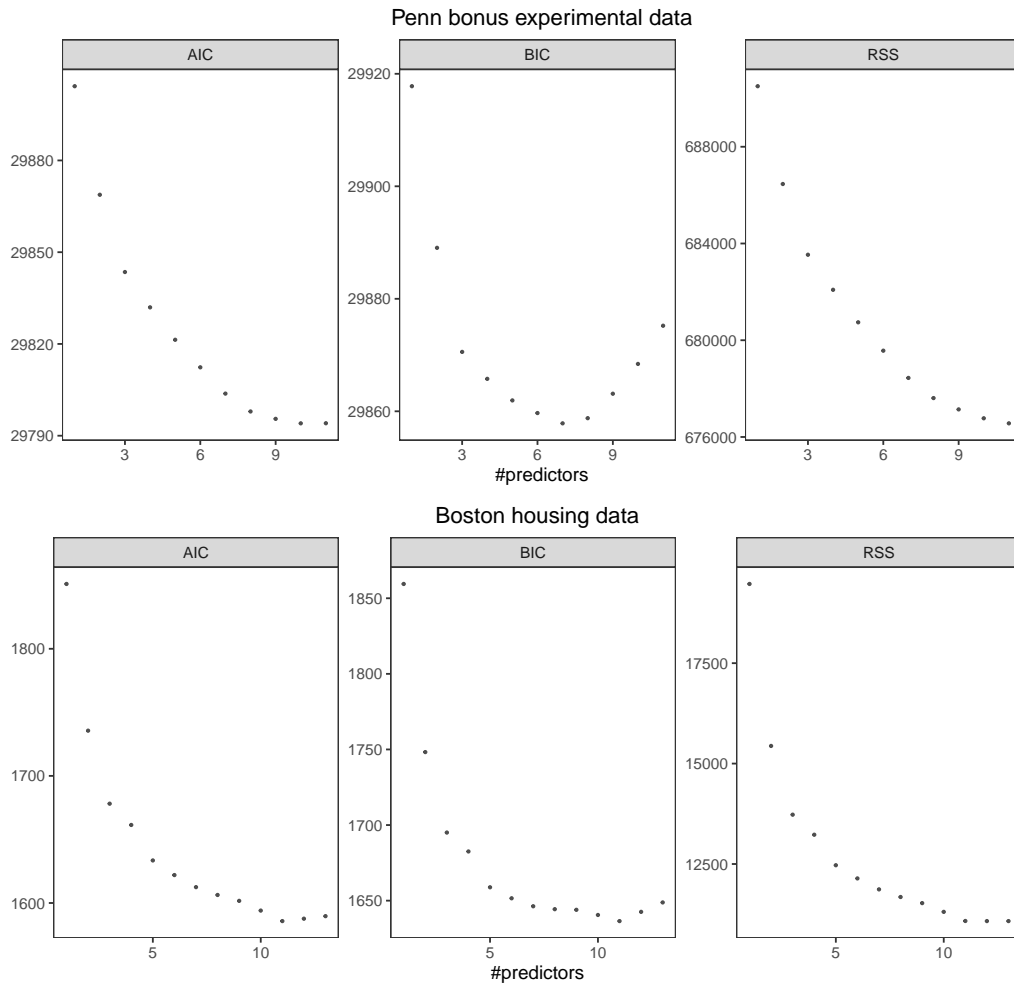 Penn bonus experimental data
AIC BIC RSS
29880
29850
29820
29790
29920
29900
29880
29860
688000
684000
680000
676000
3 6 9 3 6 9 3 6 9
#predictors
Boston housing data
AIC BIC RSS
1800
1700
1600
1850
1800
1750
1700
1650
17500
15000
12500
5 10 5 10 5 10
#predictors